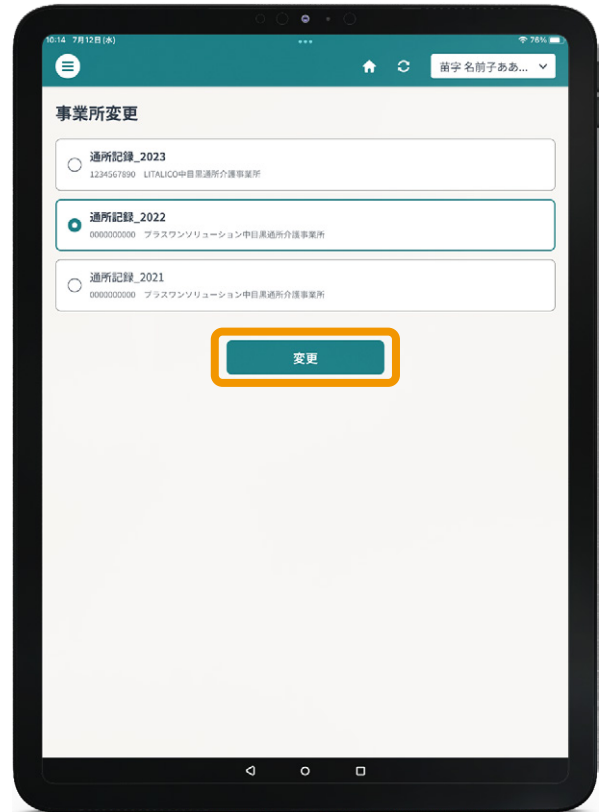 10:14 7月12日(水)
76%
苗字 名前子ああ...
事業所変更
通所記録_2023
1234567890 LITALICO中目黒通所介護事業所
通所記録_2022
0000000000 プラスワンソリューション中目黒通所介護事業所
通所記録_2021
0000000000 プラスワンソリューション中目黒通所介護事業所
変更